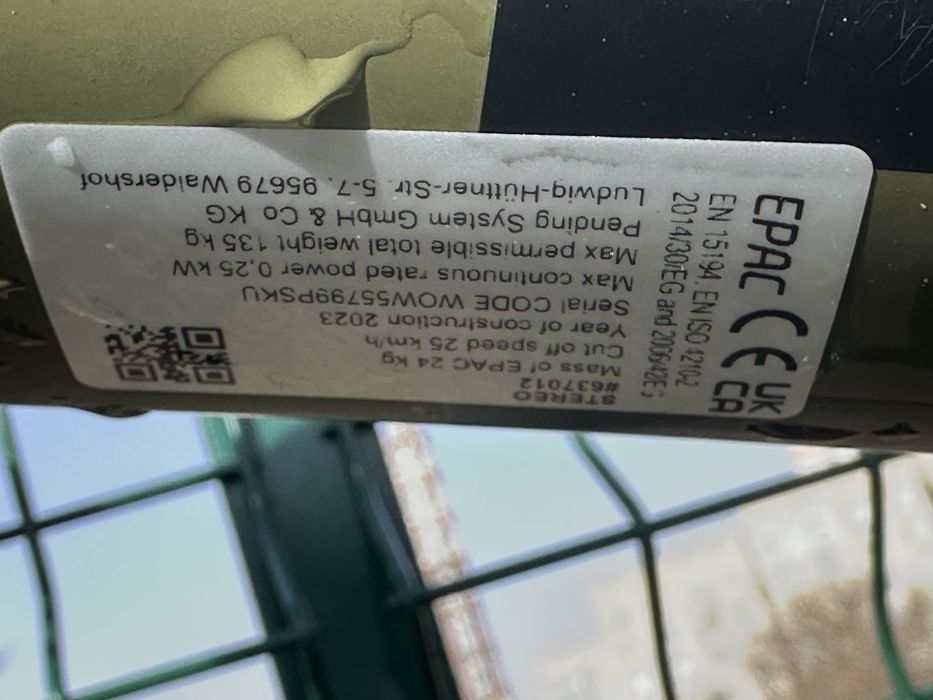 STEREO
#637012
Mass of EPAC 24 kg
Cut off speed 25 km/h
Year of construction 2023
Serial CODE WOW55799PSKU
Max continuous rated power 0,25 kW
Max permissible total weight 135 kg
Pending System GmbH & Co. KG
Ludwig-Hüttner-Str. 5-7. 95679 Waidershof
EPAC CE UK CA
EN 15194, EN ISO 4210-2
2014/30/EG and 2006/42/EG